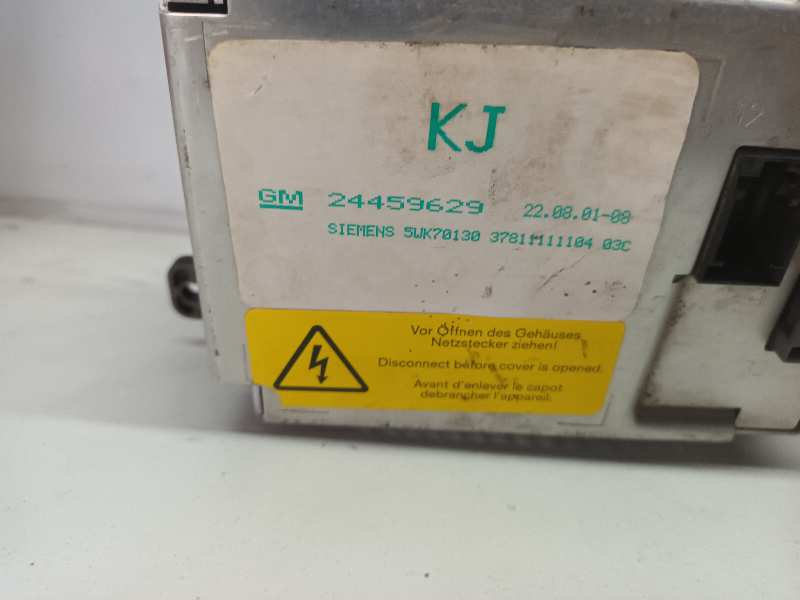 KJ
GM 24459629 22.08.01-08
SIEMENS 5WK70130 37811111104 03C
Vor Öffnen des Gehäuses
Netzstecker ziehen!
Disconnect before cover is opened.
Avant d'enlever le capot
debrancher l'appareil.